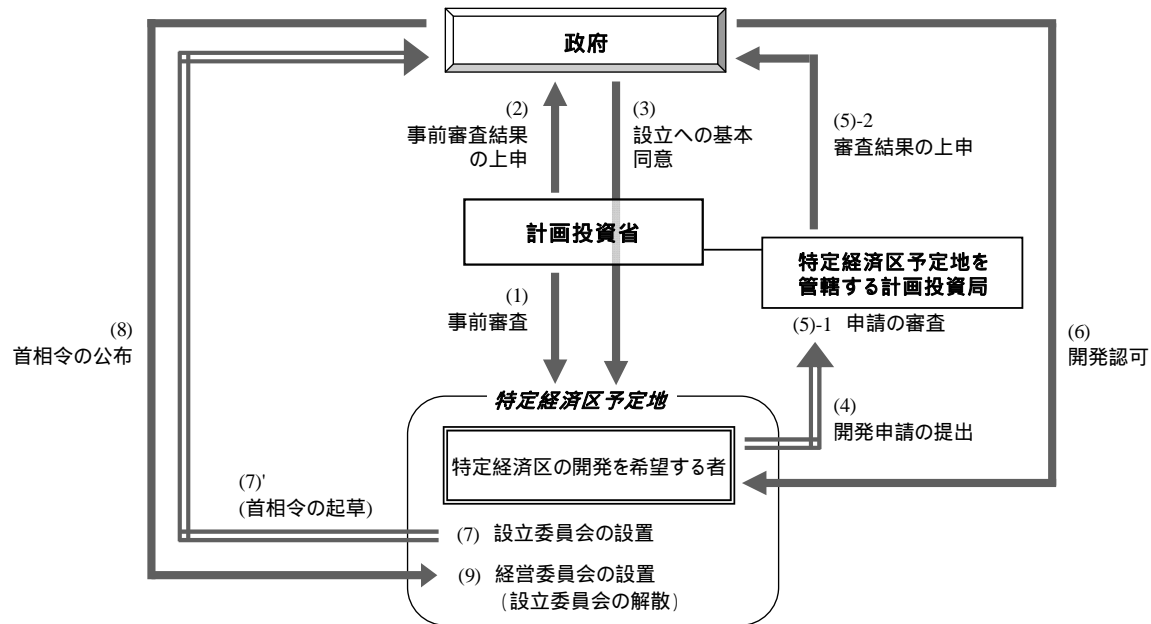 政府
(2)
事前審査結果
の上申
(3)
設立への基本
同意
(5)-2
審査結果の上申
計画投資省
特定経済区予定地を
管轄する計画投資局
(1)
事前審査
(5)-1 申請の審査
(8)
首相令の公布
(6)
開発認可
特定経済区予定地
(4)
開発申請の提出
特定経済区の開発を希望する者
(7)'
(首相令の起草)
(7) 設立委員会の設置
(9) 経営委員会の設置
(設立委員会の解散)